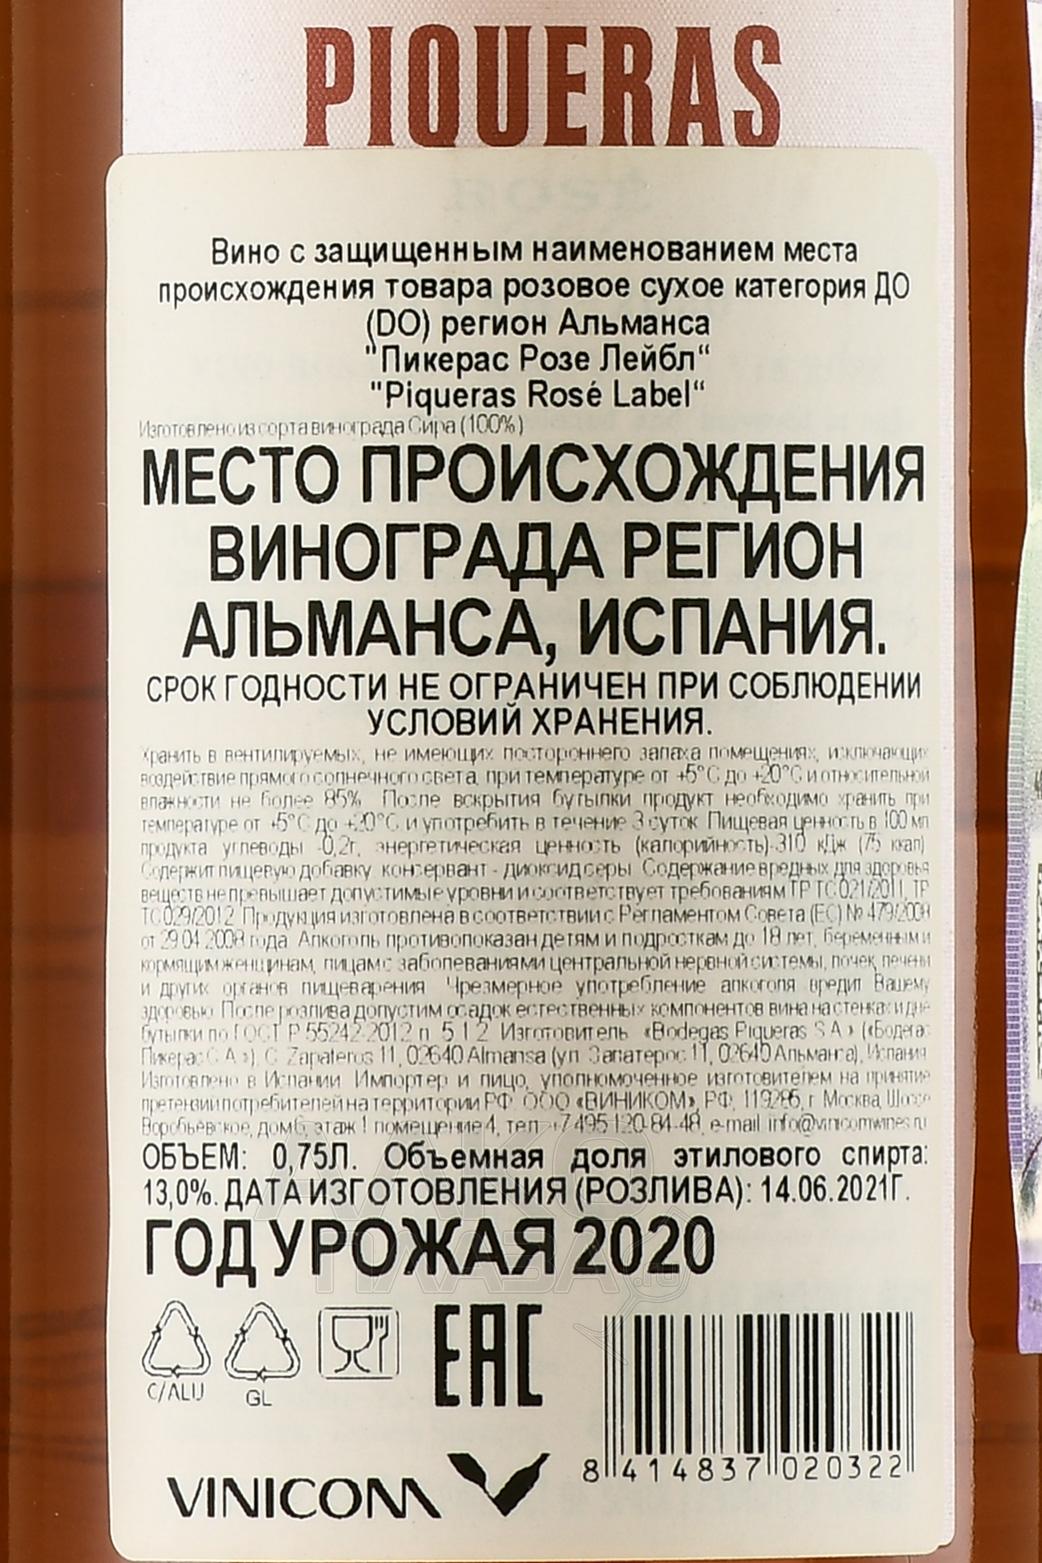 PIQUERAS
Вино с защищенным наименованием места
происхождения товара розовое сухое категория ДО
(DO) регион Альманса
"Пикерас Розе Лейбл“
"Piqueras Rosé Label“
Изготовлено из сорта винограда Сира (100%)
МЕСТО ПРОИСХОЖДЕНИЯ
ВИНОГРАДА РЕГИОН
АЛЬМАНСА, ИСПАНИЯ.
СРОК ГОДНОСТИ НЕ ОГРАНИЧЕН ПРИ СОБЛЮДЕНИИ
УСЛОВИЙ ХРАНЕНИЯ.
Хранить в вентилируемых, не имеющих постороннего запаха помещениях, исключающих
воздействие прямого солнечного света, при температуре от +5°С до +20°С и относительной
влажности не более 85%. После вскрытия бутылки продукт необходимо хранить при
температуре от +5°С до +20°С и употребить в течение 3 суток. Пищевая ценность в 100 мл
продукта углеводы -0,2г, энергетическая ценность (калорийность)-310 кДж (75 ккал)
Содержит пищевую добавку консервант - диоксид серы. Содержание вредных для здоровья
веществ не превышает допустимые уровни и соответствует требованиям ТР ТС 021/2011, ТР
ТС 029/2012. Продукция изготовлена в соответствии с Регламентом Совета (ЕС) № 479/2008
от 29.04.2008 года. Алкоголь противопоказан детям и подросткам до 18 лет, беременным и
кормящим женщинам, лицам с заболеваниями центральной нервной системы, почек, печени
и других органов пищеварения. Чрезмерное употребление алкоголя вредит Вашему
здоровью. После розлива допустим осадок естественных компонентов вина на стенках и дне
бутылки по ГОСТ Р 55242-2012 п. 5.1.2. Изготовитель: «Bodegas Piqueras S.A.» («Бодегас
Пикерас С.А.»), C. Zapateros 11, 02640 Almansa (ул. Запатерос 11, 02640 Альманса), Испания
Изготовлено в Испании. Импортер и лицо, уполномоченное изготовителем на принятие
претензий потребителей на территории РФ: ООО «ВИНИКОМ», РФ, 119285, г. Москва, Шоссе
Воробьевское, дом 6, этаж 1 помещение 4, тел.: +7 495 120-84-48, e-mail: info@vinicomwines.ru
ОБЪЕМ: 0,75Л. Объемная доля этилового спирта:
13,0%. ДАТА ИЗГОТОВЛЕНИЯ (РОЗЛИВА): 14.06.2021Г.
ГОД УРОЖАЯ 2020
C/ALU
GL
EAC
8 414837 020322
VINICOM